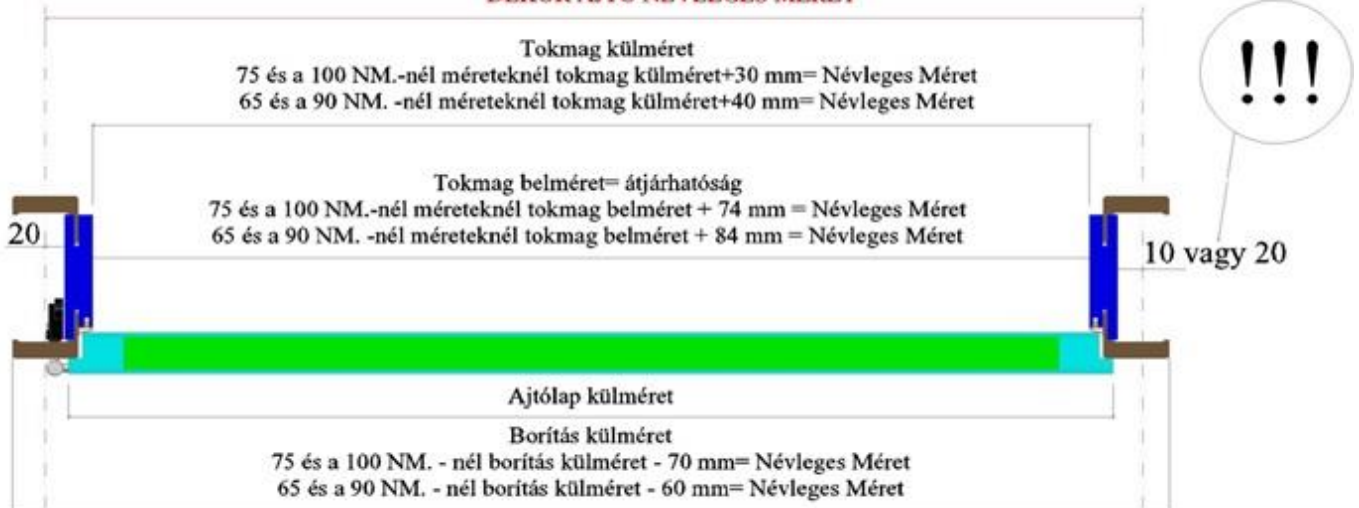 DEKOR AJTÓ NÉVLEGES MÉRET
Tokmag külméret
75 és a 100 NM.-nél méreteknél tokmag külméret+30 mm= Névleges Méret
65 és a 90 NM. -nél méreteknél tokmag külméret+40 mm= Névleges Méret
!!!
Tokmag belméret= átjárhatóság
75 és a 100 NM.-nél méreteknél tokmag belméret + 74 mm = Névleges Méret
65 és a 90 NM. -nél méreteknél tokmag belméret + 84 mm = Névleges Méret
20
10 vagy 20
Ajtólap külméret
Borítás külméret
75 és a 100 NM. - nél borítás külméret - 70 mm= Névleges Méret
65 és a 90 NM. - nél borítás külméret - 60 mm= Névleges Méret